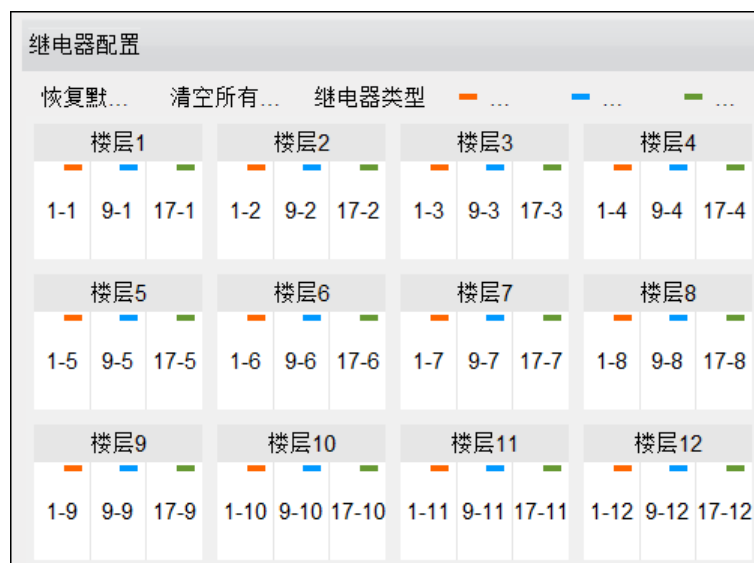 继电器配置
恢复默... 清空所有... 继电器类型 ... ... ...
楼层1 楼层2 楼层3 楼层4
1-1 9-1 17-1 1-2 9-2 17-2 1-3 9-3 17-3 1-4 9-4 17-4
楼层5 楼层6 楼层7 楼层8
1-5 9-5 17-5 1-6 9-6 17-6 1-7 9-7 17-7 1-8 9-8 17-8
楼层9 楼层10 楼层11 楼层12
1-9 9-9 17-9 1-10 9-10 17-10 1-11 9-11 17-11 1-12 9-12 17-12